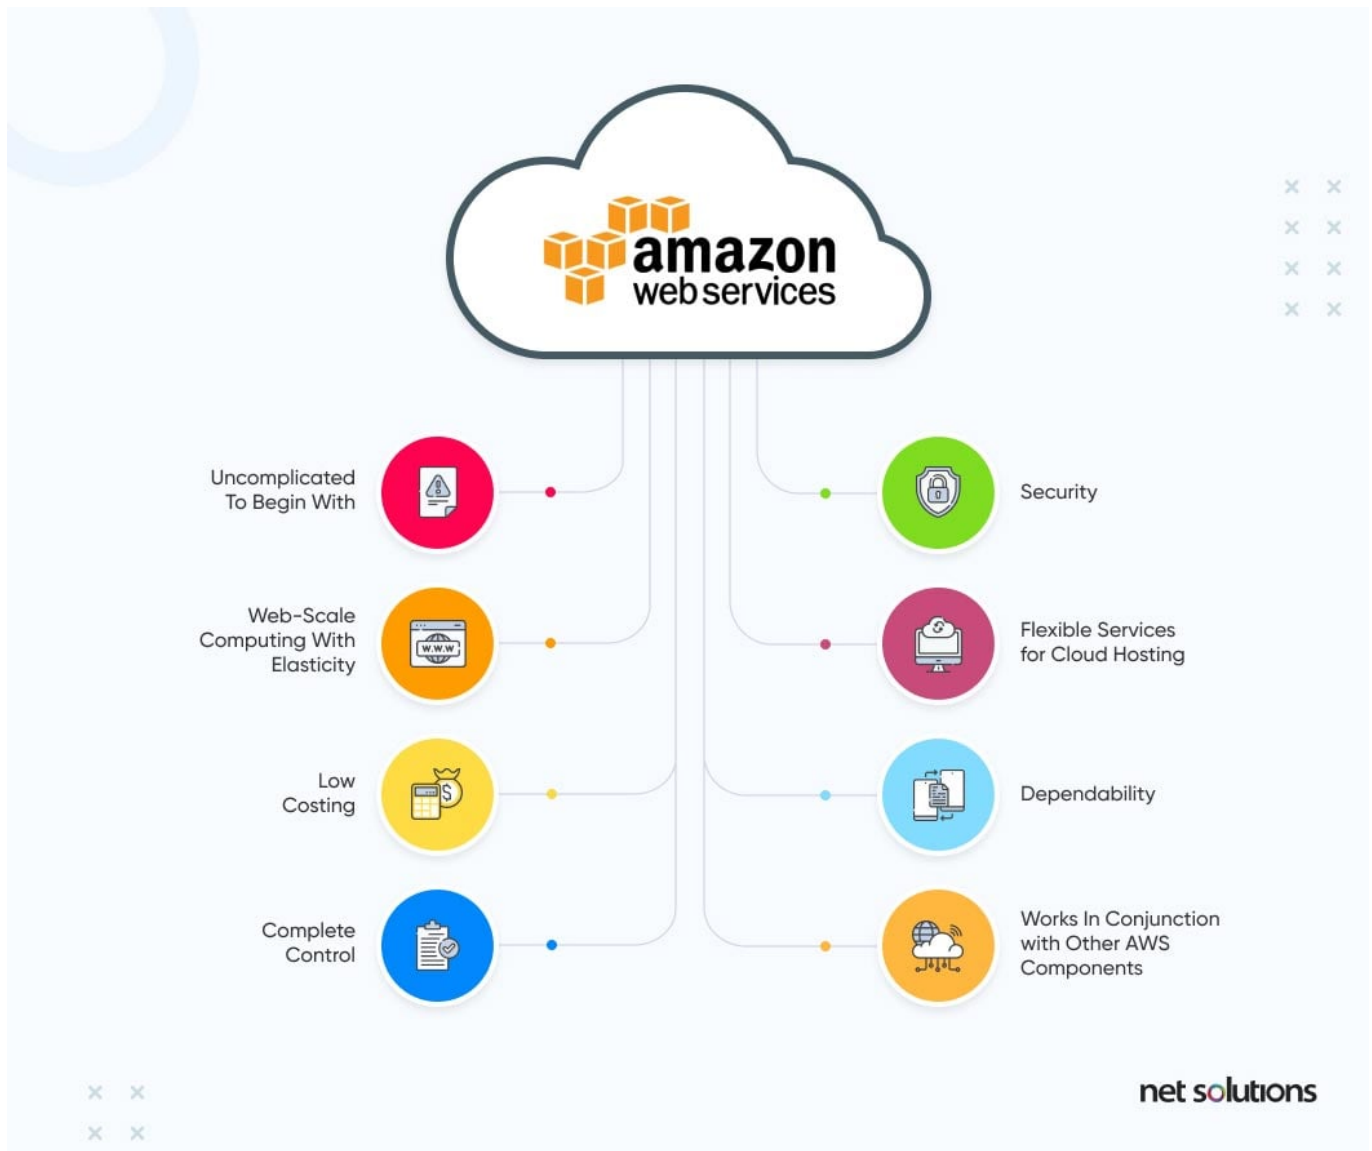 amazon
web services
Uncomplicated
To Begin With
Web-Scale
Computing With
Elasticity
W.W.W
Low
Costing
$
Complete
Control
Security
Flexible Services
for Cloud Hosting
Dependability
Works In Conjunction
with Other AWS
Components
net solutions